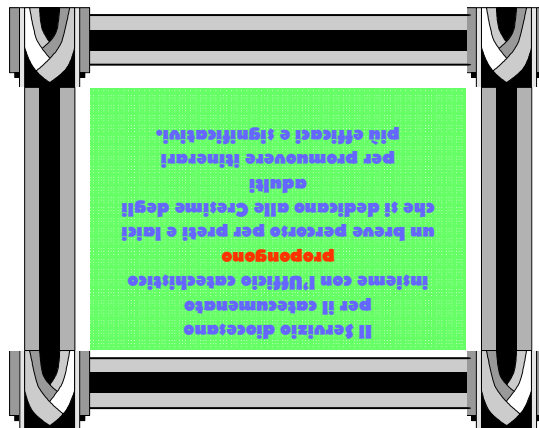 Il Servizio diocesano
per il catecumenato
insieme con l'Ufficio catechistico
propongono
un breve percorso per preti e laici
che si dedicano alle Cresime degli
adulti
per promuovere itinerari
più efficaci e significativi.